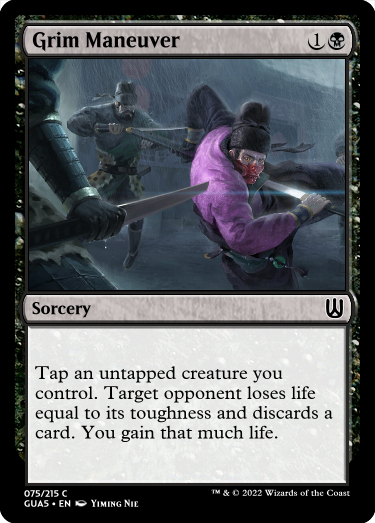 Grim Maneuver 1
Sorcery
Tap an untapped creature you
control. Target opponent loses life
equal to its toughness and discards a
card. You gain that much life.
075/215 C
GUA5 • EN YIMING NIE
™ & © 2022 Wizards of the Coast